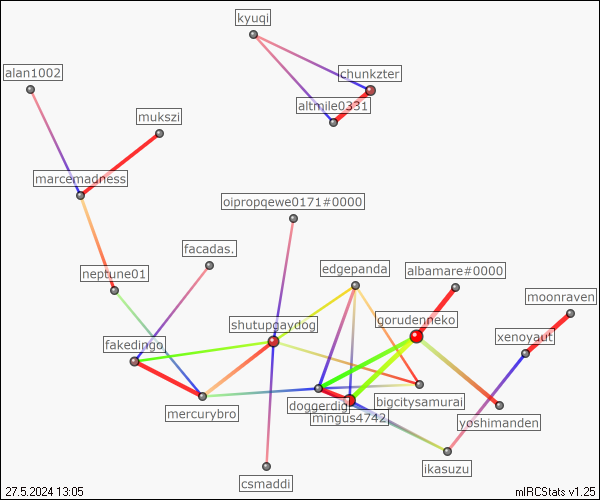 kyuqi
alan1002
chunkzter
altmile0331
mukszi
marcemadness
oipropqewe0171#0000
facadas.
neptune01
edgepanda
albamare#0000
moonraven
shutupgaydog
gorudenneko
xenoyaut
fakedingo
mercurybro
doggerdig
bigcitysamurai
mingus4742
yoshimanden
ikasuzu
csmaddi
27.5.2024 13:05
mIRCStats v1.25